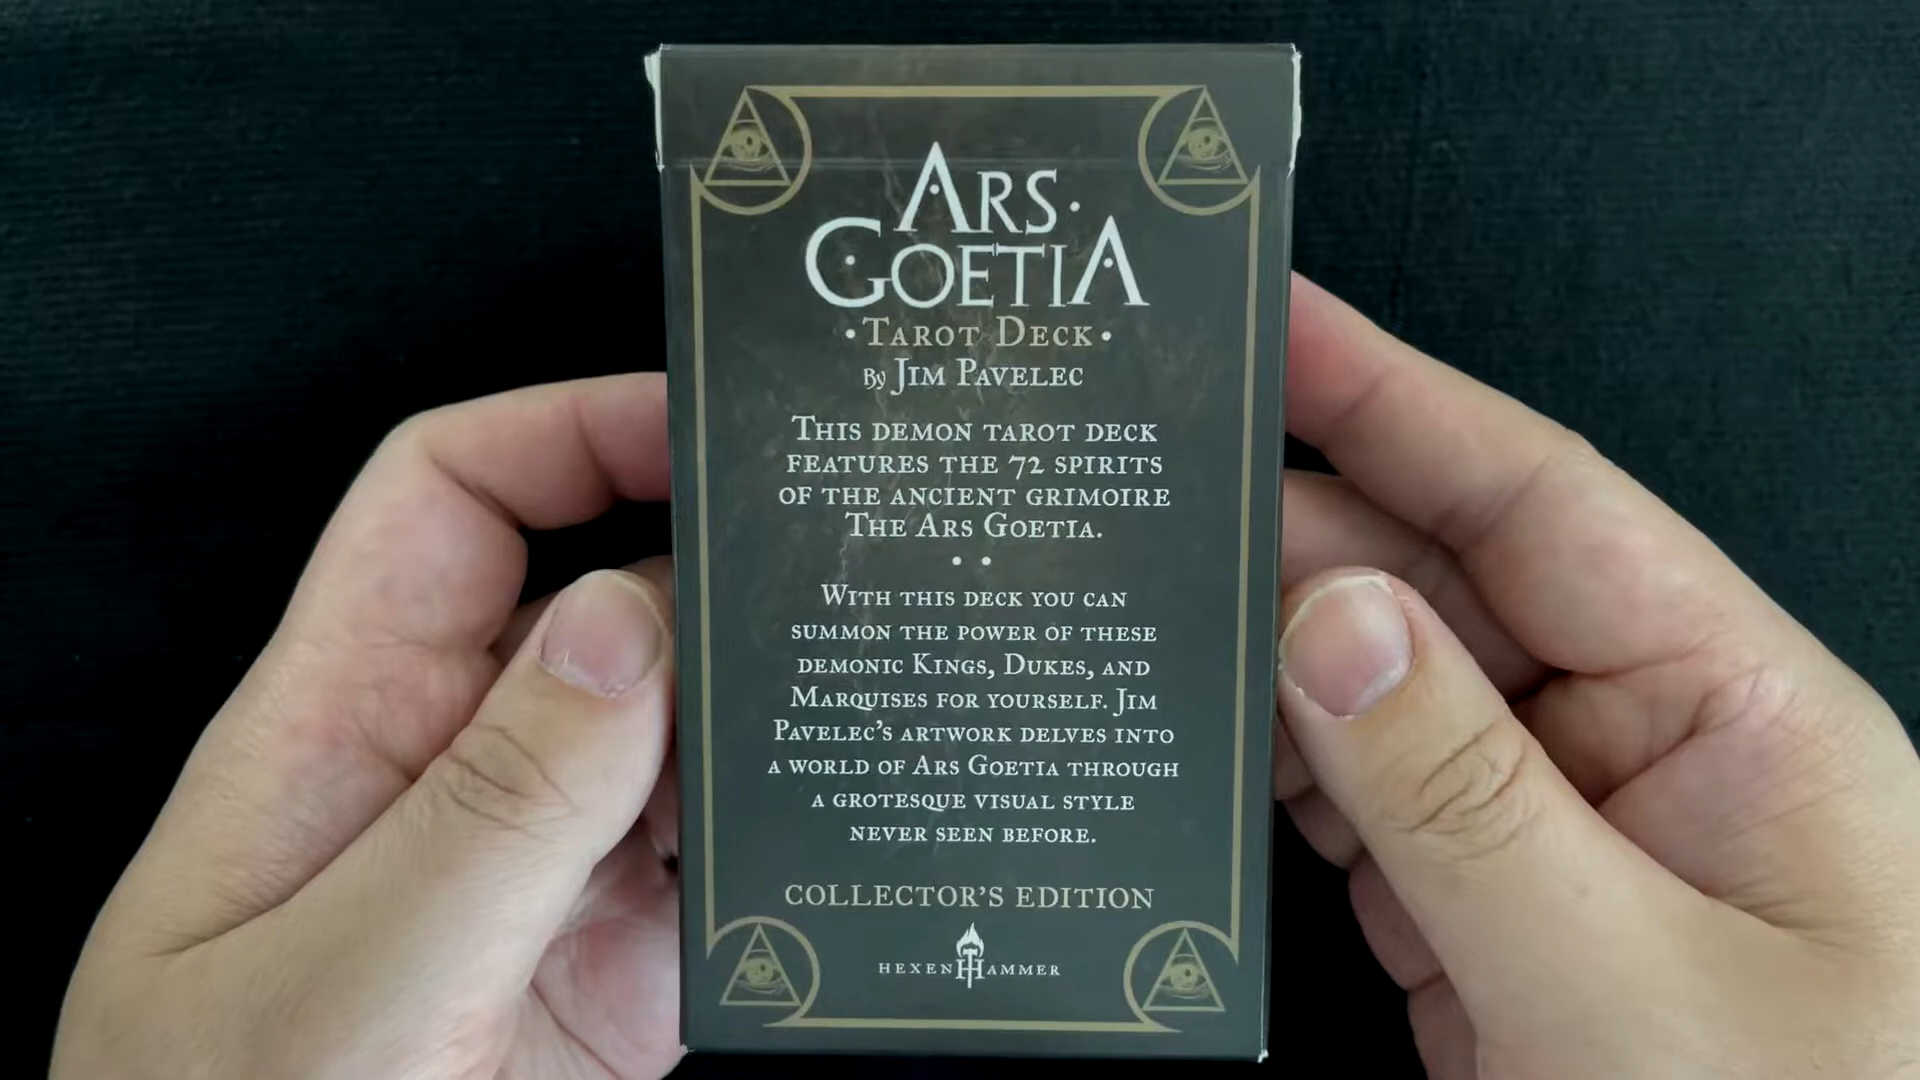 ARS
GOETIA
• TAROT DECK •
By JIM PAVELEC
THIS DEMON TAROT DECK
FEATURES THE 72 SPIRITS
OF THE ANCIENT GRIMOIRE
THE ARS GOETIA.
• •
WITH THIS DECK YOU CAN
SUMMON THE POWER OF THESE
DEMONIC KINGS, DUKES, AND
MARQUISES FOR YOURSELF. JIM
PAVELEC'S ARTWORK DELVES INTO
A WORLD OF ARS GOETIA THROUGH
A GROTESQUE VISUAL STYLE
NEVER SEEN BEFORE.
COLLECTOR'S EDITION
HEXENHAMMER